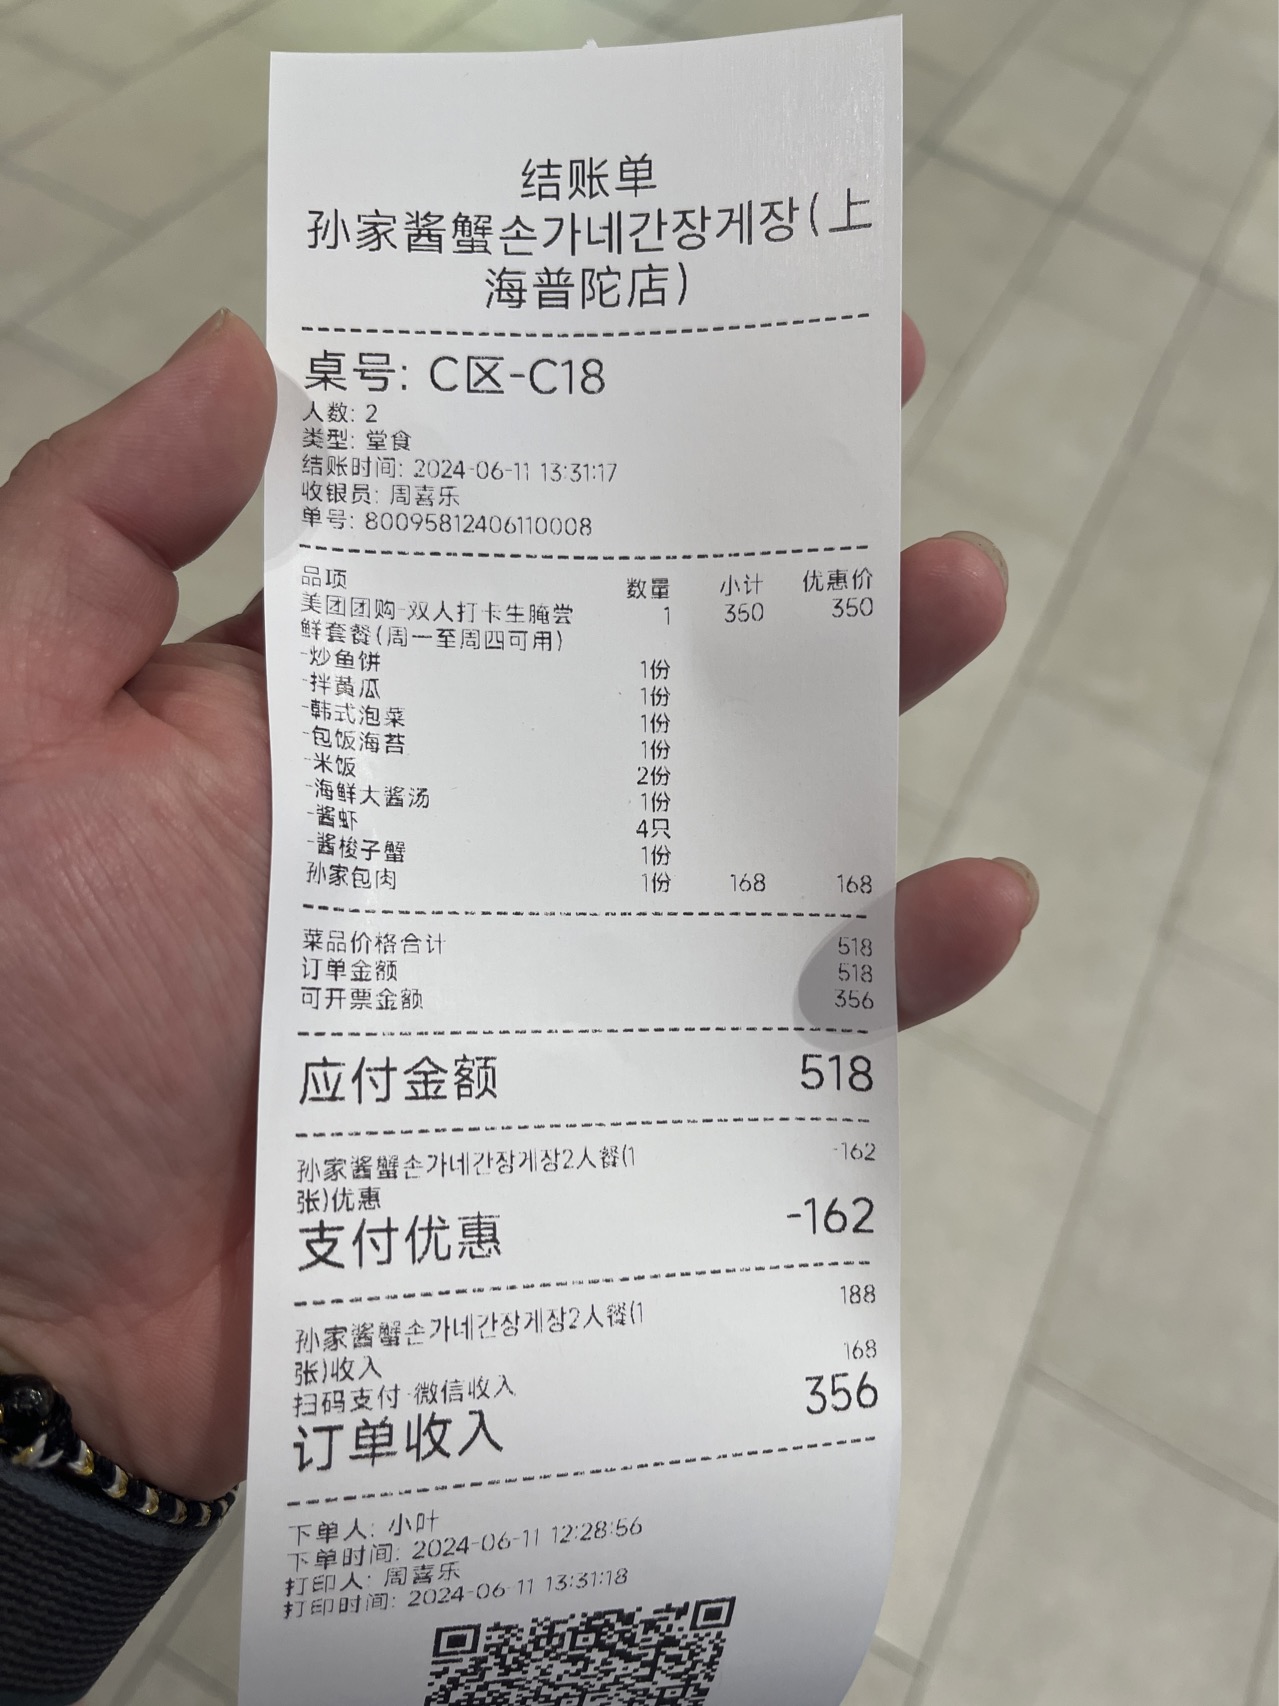 结账单
孙家酱蟹손가네간장게장(上
海普陀店)
桌号: C区-C18
人数: 2
类型: 堂食
结账时间: 2024-06-11 13:31:17
收银员: 周喜乐
单号: 80095812406110008
品项 数量 小计 优惠价
美团团购-双人打卡生腌尝 1 350 350
鲜套餐(周一至周四可用)
-炒鱼饼 1份
-拌黄瓜 1份
-韩式泡菜 1份
-包饭海苔 1份
-米饭 2份
-海鲜大酱汤 1份
-酱虾 4只
-酱梭子蟹 1份
孙家包肉 1份 168 168
菜品价格合计 518
订单金额 518
可开票金额 356
应付金额 518
孙家酱蟹손가네간장게장2人餐(1 -162
张)优惠
支付优惠 -162
孙家酱蟹손가네간장게장2人餐(1 188
张)收入
扫码支付-微信收入 168
订单收入 356
下单人: 小叶
下单时间: 2024-06-11 12:28:56
打印人: 周喜乐
打印时间: 2024-06-11 13:31:18